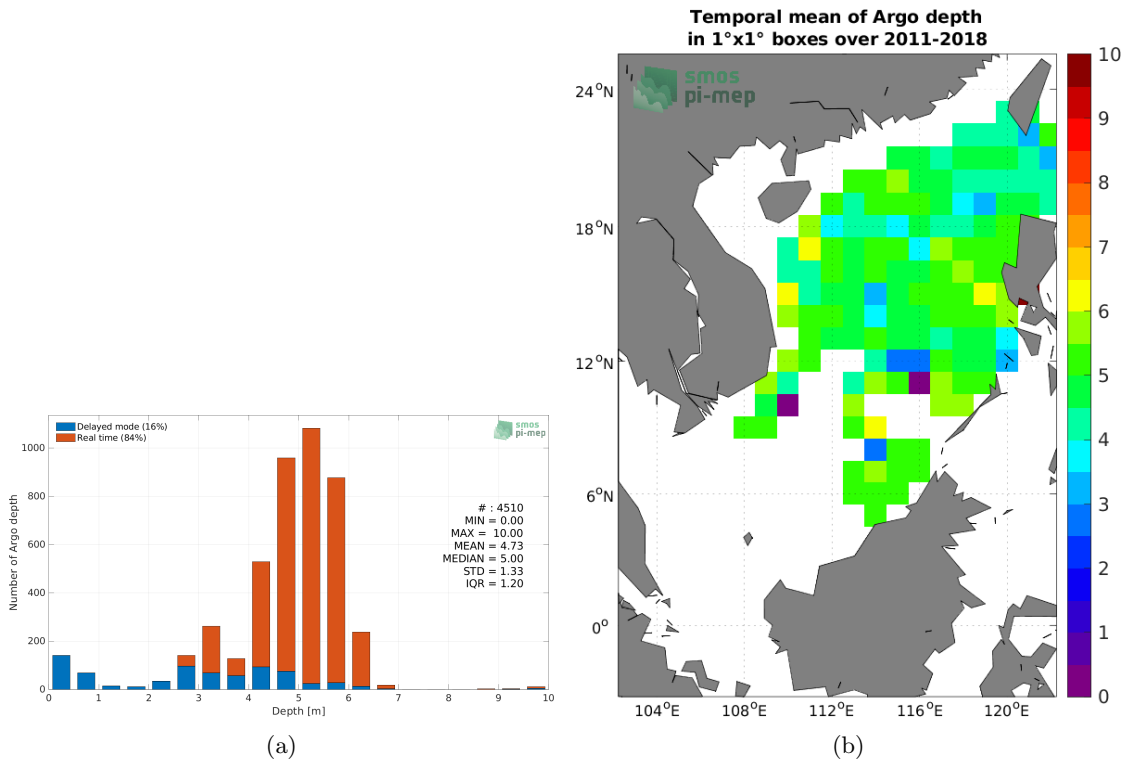 Delayed mode (16%)
Real time (84%)
smos
pi-mep
# : 4510
MIN = 0.00
MAX = 10.00
MEAN = 4.73
MEDIAN = 5.00
STD = 1.33
IQR = 1.20
Number of Argo depth
1000
800
600
400
200
0
0 1 2 3 4 5 6 7 8 9 10
Depth [m]
(a)
Temporal mean of Argo depth
in 1°x1° boxes over 2011-2018
smos
pi-mep
24°N
18°N
12°N
6°N
0°
104°E 108°E 112°E 116°E 120°E
10
9
8
7
6
5
4
3
2
1
0
(b)